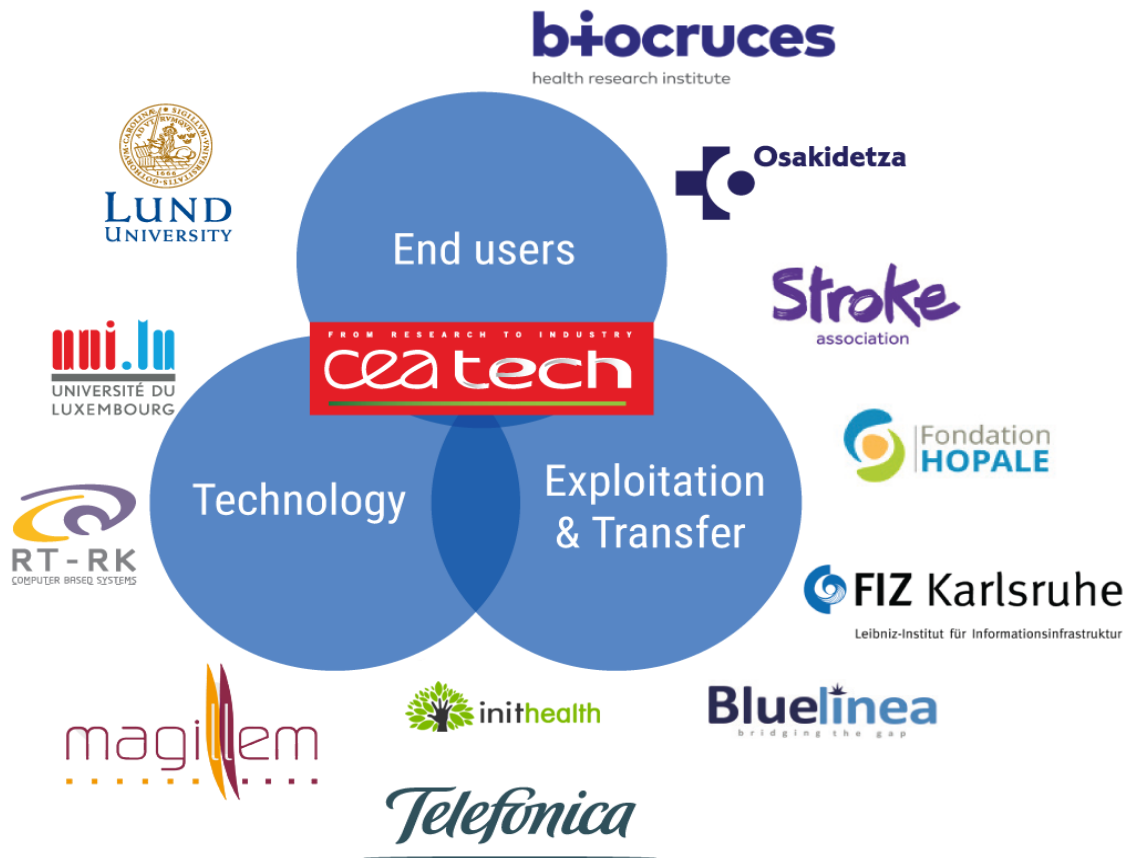 biocruces
health research institute
Osakidetza
LUND
UNIVERSITY
End users
Stroke
association
FROM RESEARCH TO INDUSTRY
cea tech
uni.lu
UNIVERSITÉ DU
LUXEMBOURG
Fondation
HOPALE
Technology
Exploitation
& Transfer
RT-RK
COMPUTER BASED SYSTEMS
FIZ Karlsruhe
Leibniz-Institut für Informationsinfrastruktur
magillem
inithealth
Bluelinea
bridging the gap
Telefónica